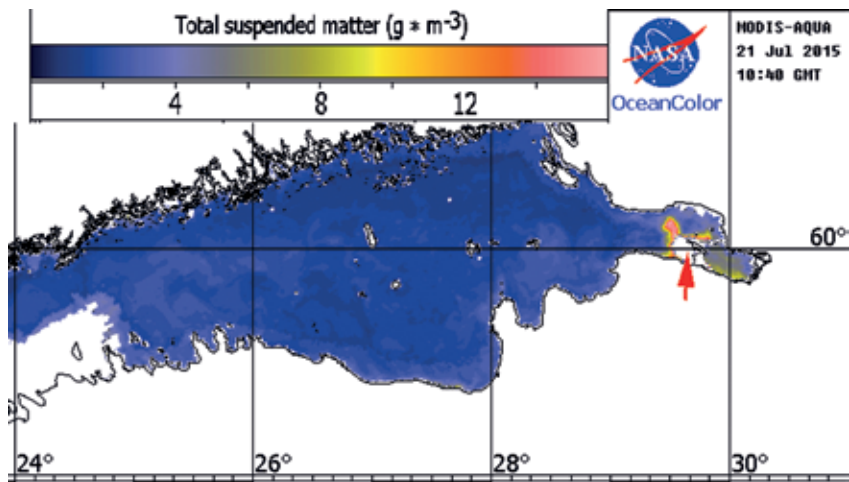 Total suspended matter (g * m-3)
4 8 12
NASA
OceanColor
MODIS-AQUA
21 Jul 2015
10:40 GMT
60°
24° 26° 28° 30°